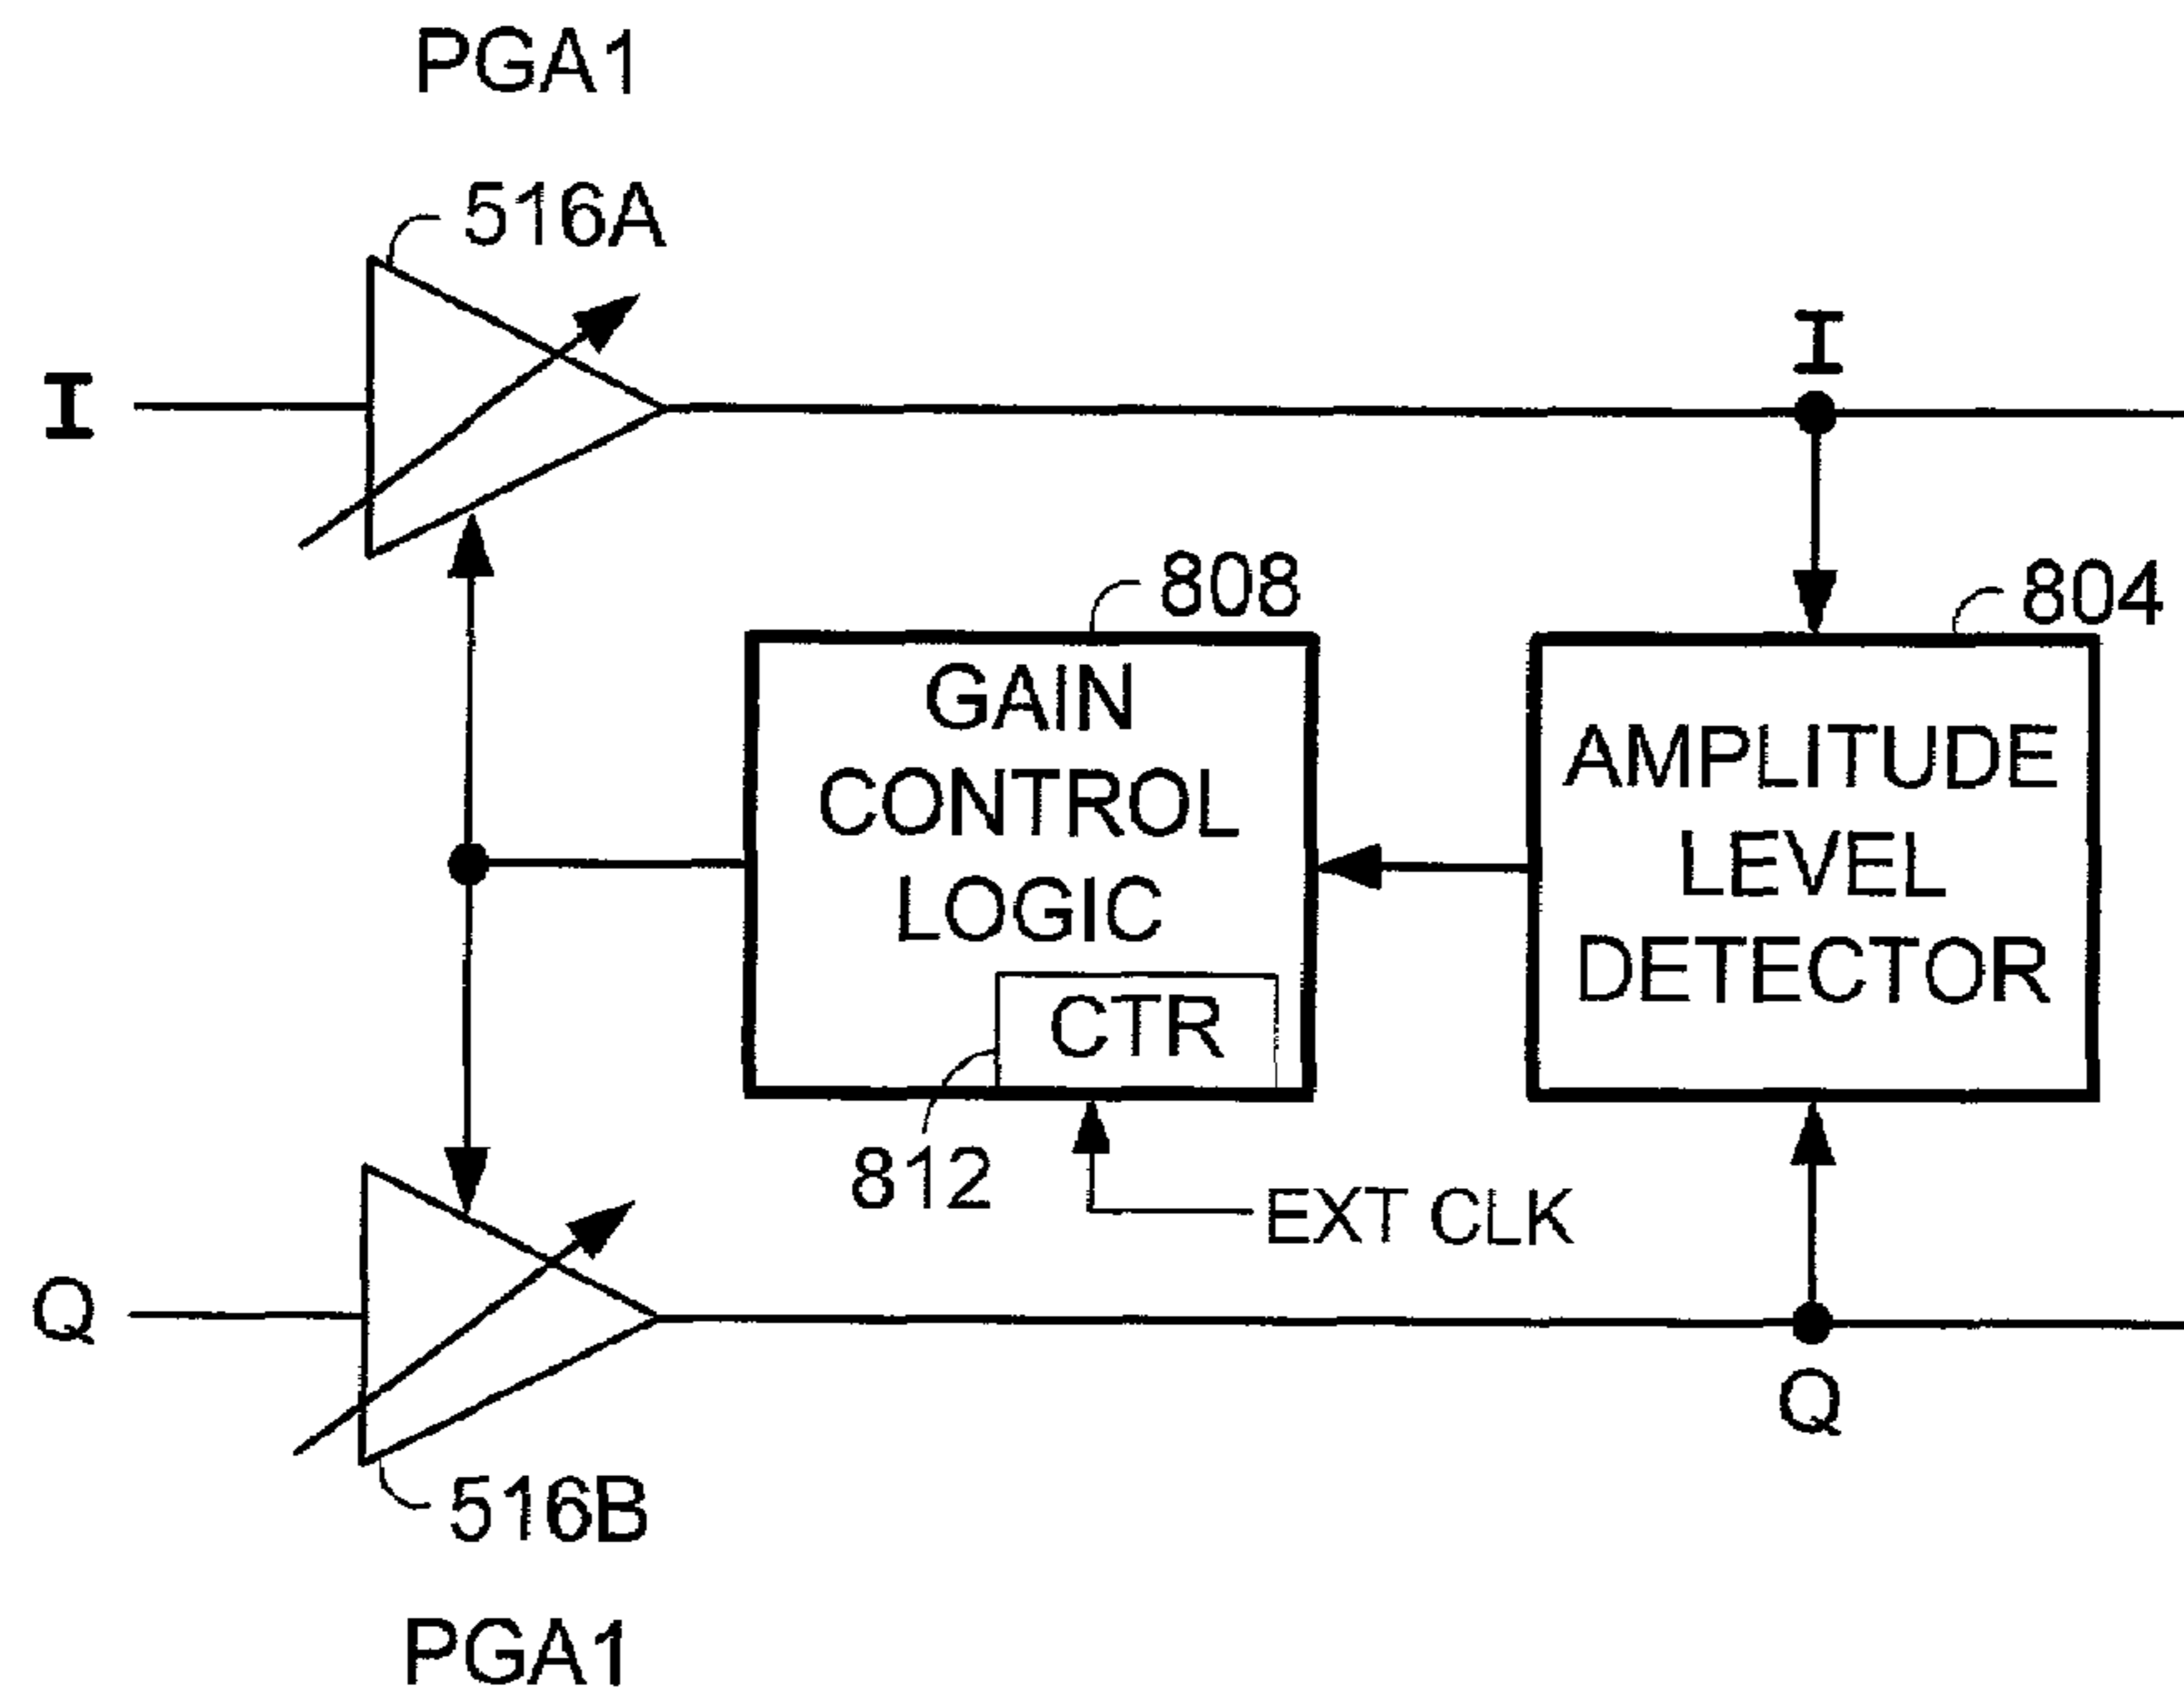 PGA1
516A
I
I
808
804
GAIN
CONTROL
LOGIC
CTR
AMPLITUDE
LEVEL
DETECTOR
812
EXT CLK
Q
Q
516B
PGA1